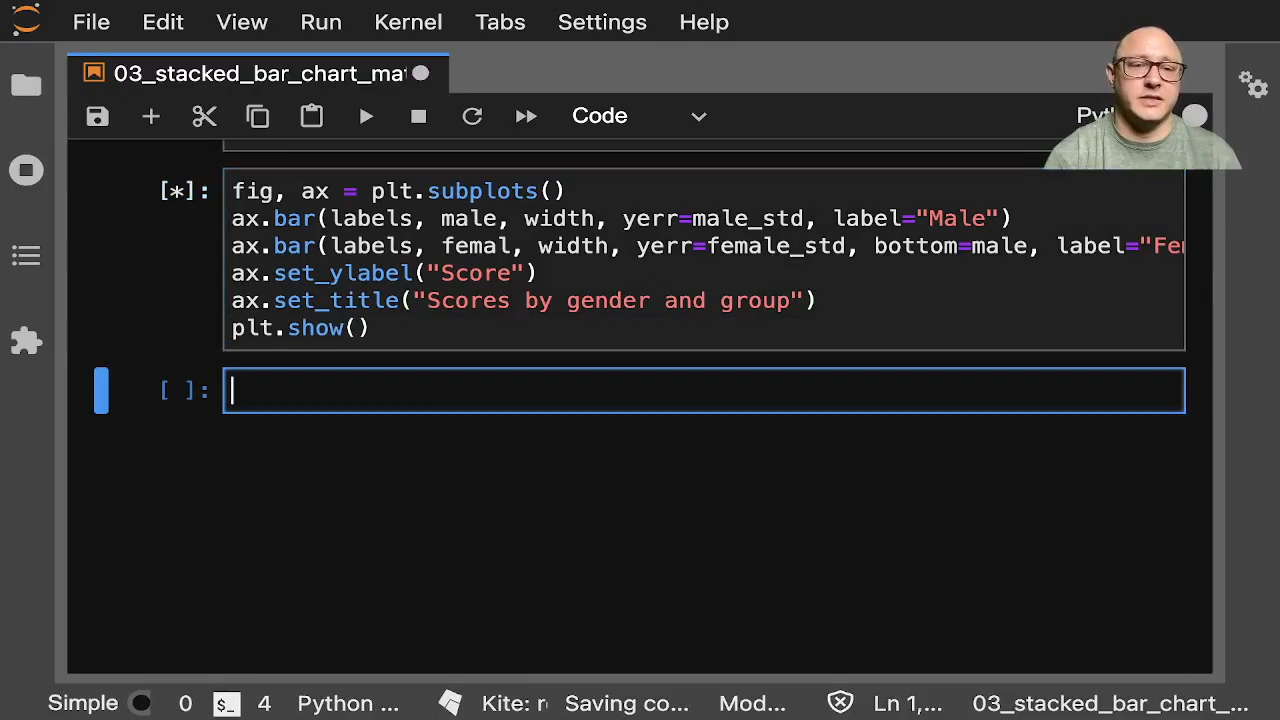 File Edit View Run Kernel Tabs Settings Help
03_stacked_bar_chart_ma
Code
[*]:
fig, ax = plt.subplots()
ax.bar(labels, male, width, yerr=male_std, label="Male")
ax.bar(labels, femal, width, yerr=female_std, bottom=male, label="Fe
ax.set_ylabel("Score")
ax.set_title("Scores by gender and group")
plt.show()
[ ]:
Simple 0 $_ 4 Python ... Kite: r Saving co... Mod... Ln 1,... 03_stacked_bar_chart_...